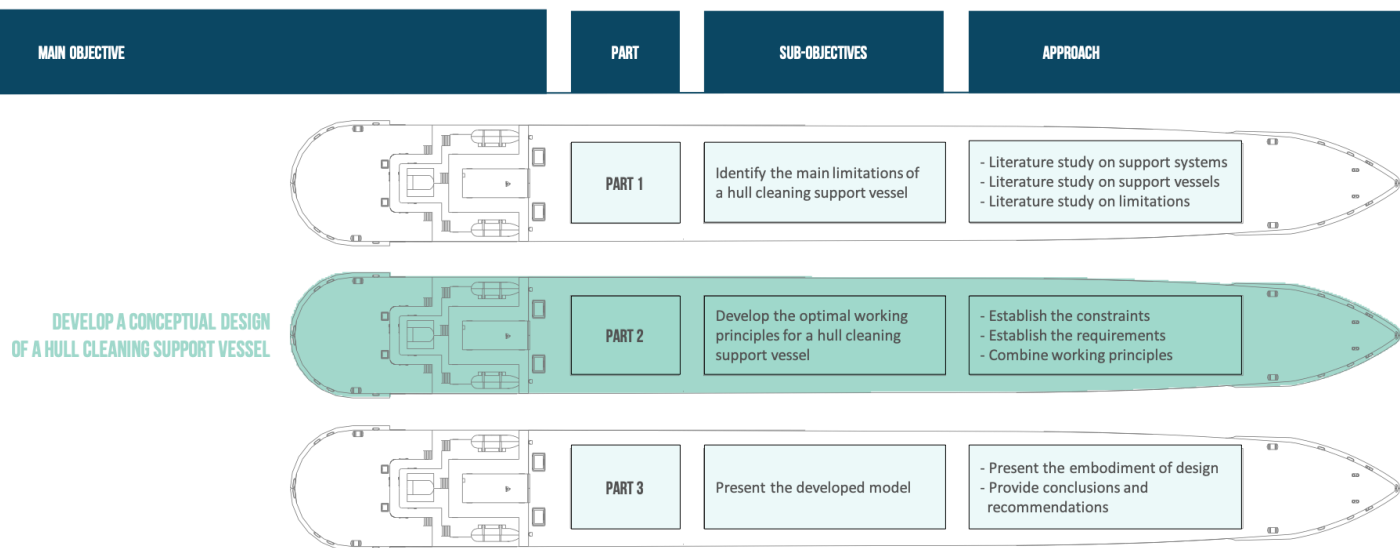 MAIN OBJECTIVE
PART
SUB-OBJECTIVES
APPROACH
PART 1
Identify the main limitations of
a hull cleaning support vessel
- Literature study on support systems
- Literature study on support vessels
- Literature study on limitations
DEVELOP A CONCEPTUAL DESIGN
OF A HULL CLEANING SUPPORT VESSEL
PART 2
Develop the optimal working
principles for a hull cleaning
support vessel
- Establish the constraints
- Establish the requirements
- Combine working principles
PART 3
Present the developed model
- Present the embodiment of design
- Provide conclusions and
recommendations